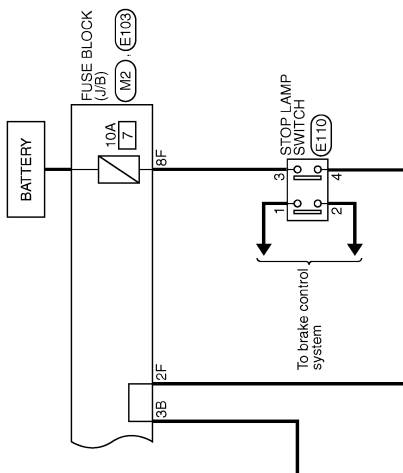 BATTERY
FUSE BLOCK
(J/B)
M2 , E103
10A
7
8F
STOP LAMP
SWITCH
E110
3
4
1
2
To brake control
system
2F
3B